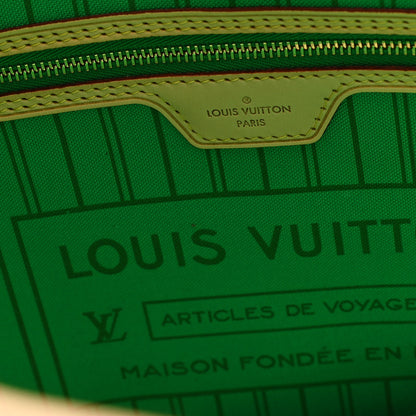 LOUIS VUITTON
PARIS
LOUIS VUITT
LV
ARTICLES DE VOYAGE
MAISON FONDÉE EN